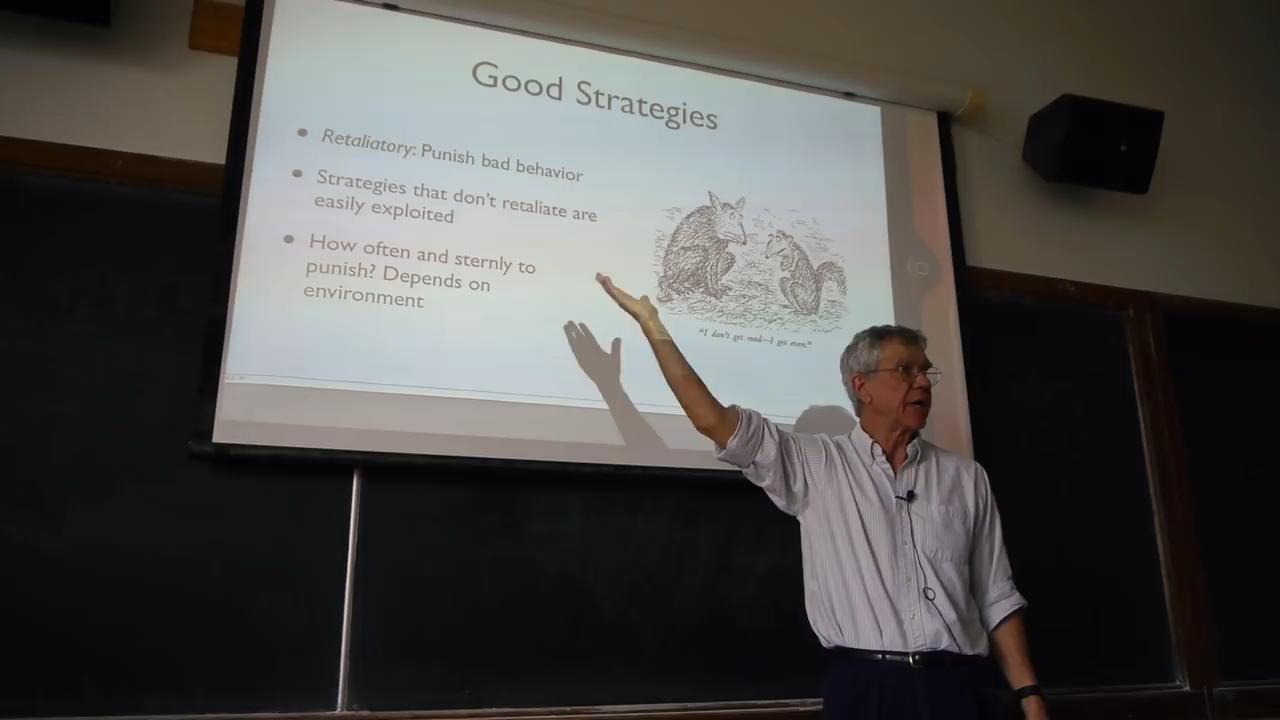 Good Strategies
• Retaliatory: Punish bad behavior
• Strategies that don't retaliate are
easily exploited
• How often and sternly to
punish? Depends on
environment
"I don't get mad—I get even."